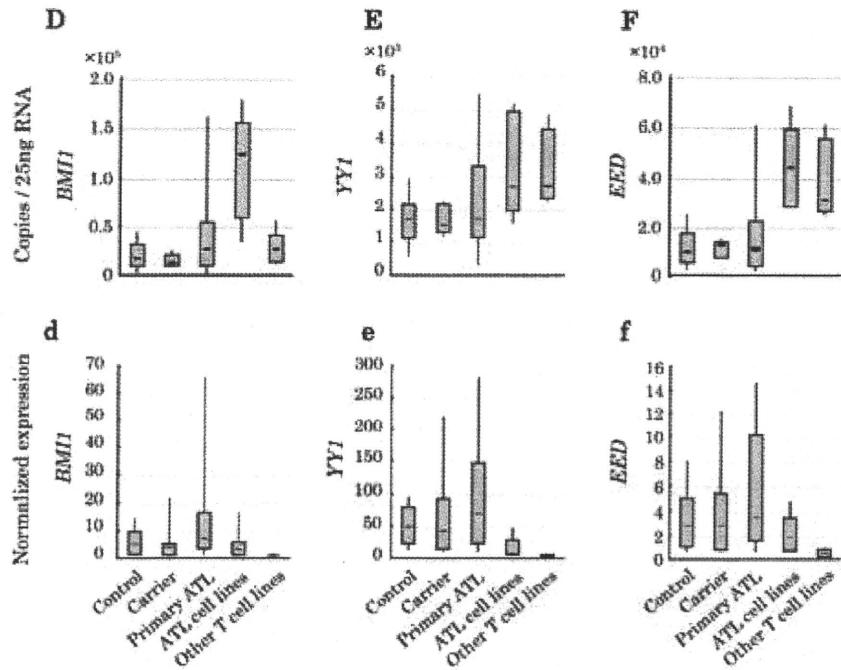 D
×10⁵
2.0
1.5
1.0
0.5
0
BMI1
Copies / 25ng RNA
E
6
5
4
3
2
1
0
YY1
F
×10⁴
8.0
6.0
4.0
2.0
0
EED
d
70
60
50
40
30
20
10
0
BMI1
Normalized expression
Control
Carrier
Primary ATL
ATL cell lines
Other T cell lines
e
300
250
200
150
100
50
0
YY1
Control
Carrier
Primary ATL
ATL cell lines
Other T cell lines
f
16
14
12
10
8
6
4
2
0
EED
Control
Carrier
Primary ATL
ATL cell lines
Other T cell lines